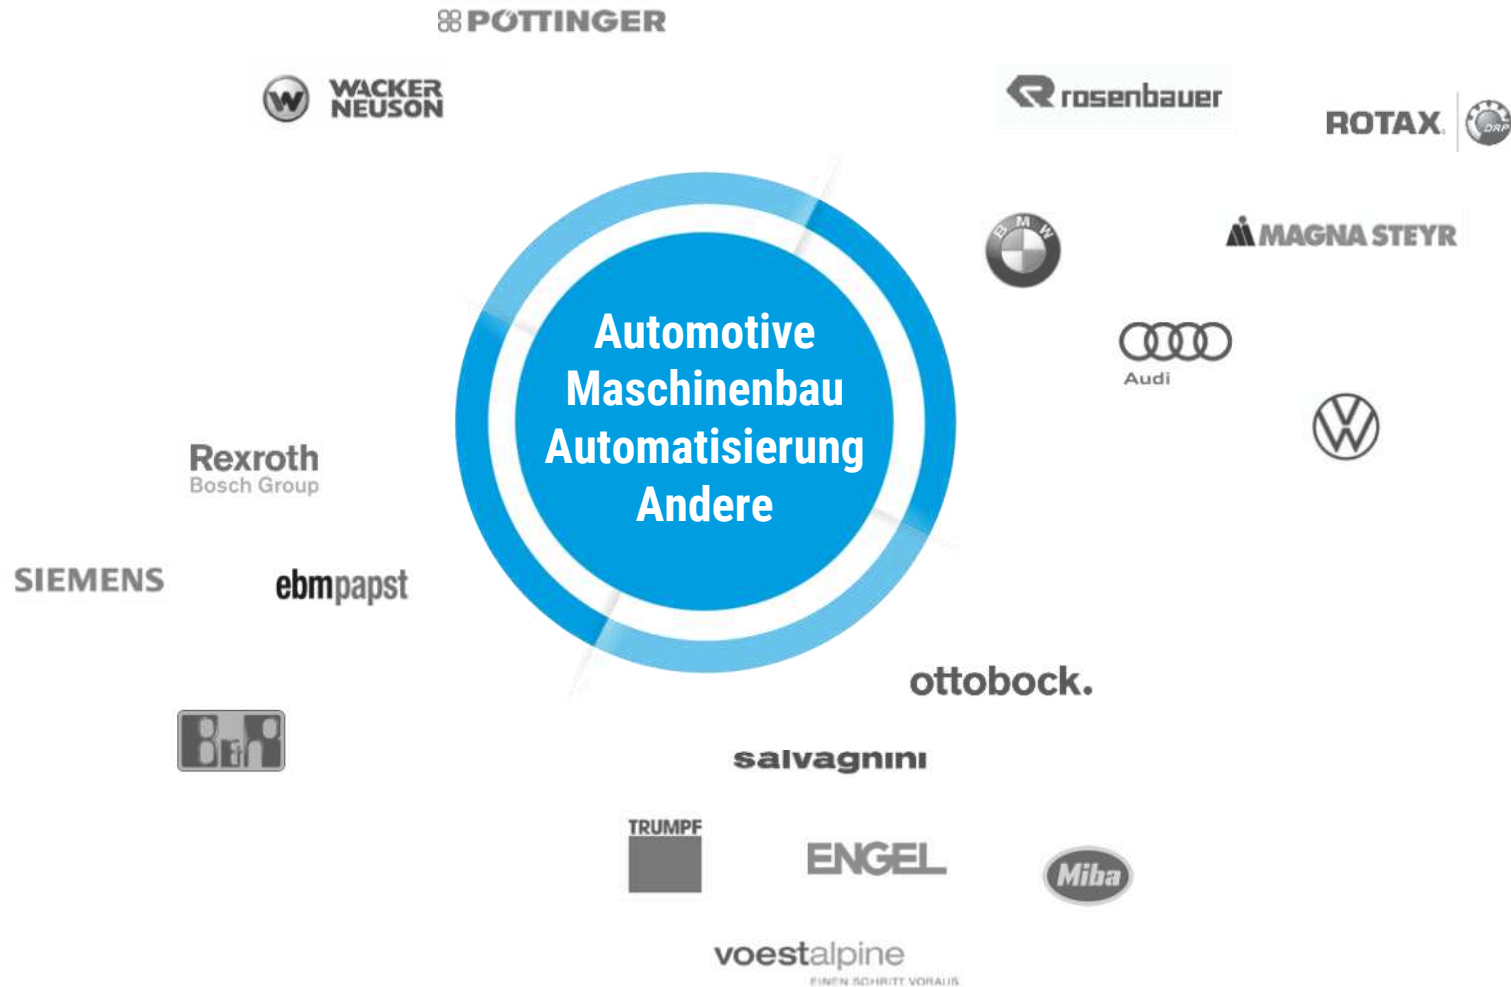 PÖTTINGER
WACKER
NEUSON
rosenbauer
ROTAX
BRP
BMW
MAGNA STEYR
Audi
Automotive
Maschinenbau
Automatisierung
Andere
Rexroth
Bosch Group
SIEMENS
ebmpapst
ottobock.
B&R
salvagnini
TRUMPF
ENGEL
Miba
voestalpine
EINEN SCHRITT VORAUS.